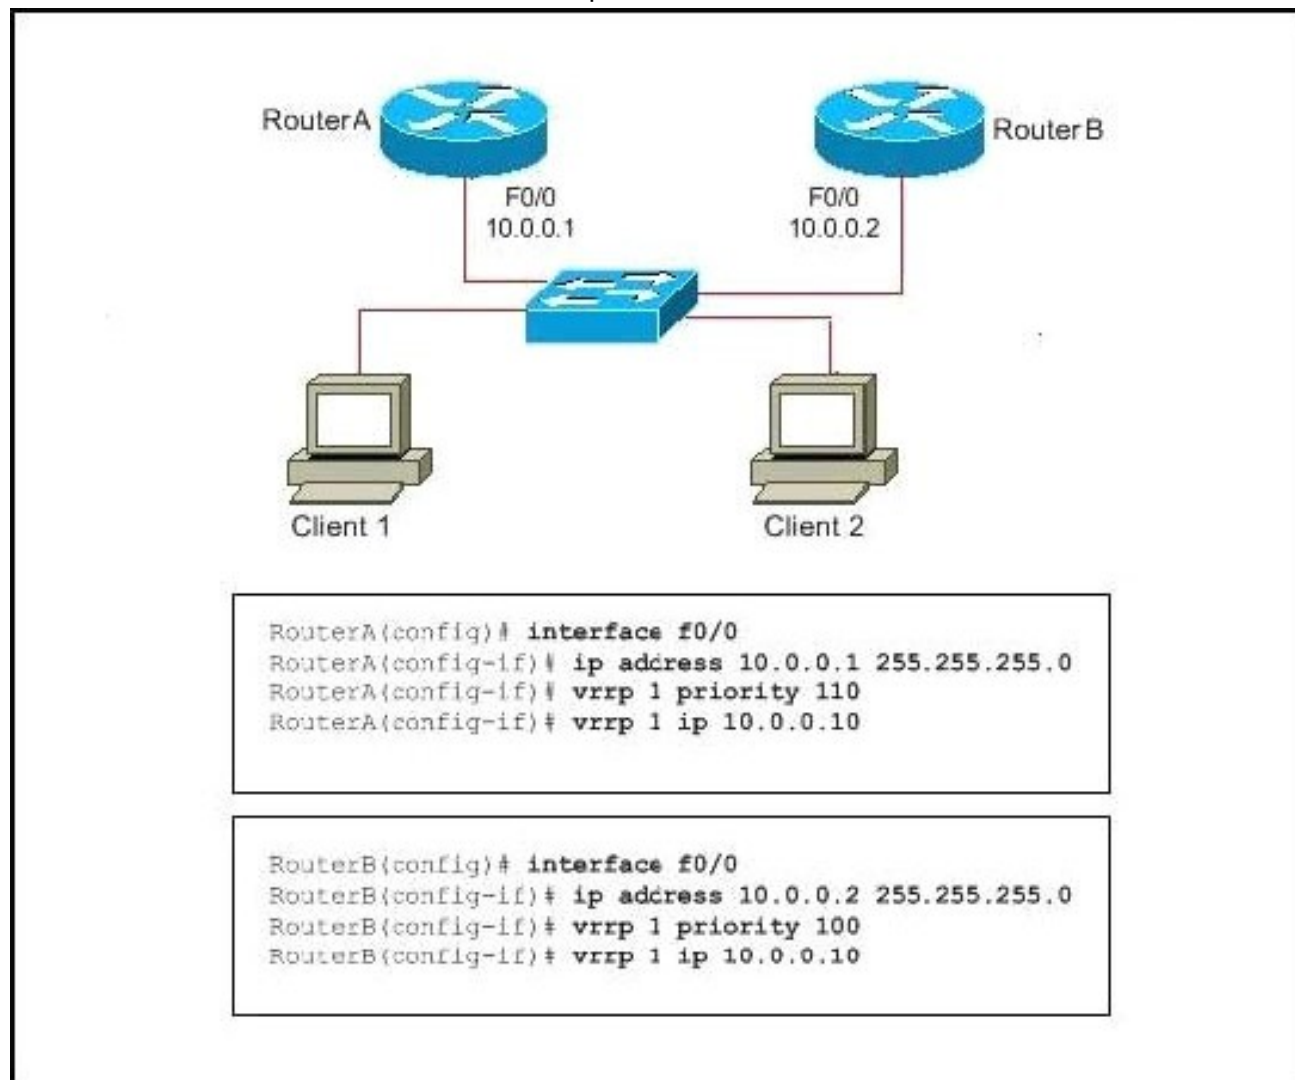 RouterA
RouterB
F0/0
10.0.0.1
F0/0
10.0.0.2
Client 1
Client 2
RouterA(config)# interface f0/0
RouterA(config-if)# ip address 10.0.0.1 255.255.255.0
RouterA(config-if)# vrrp 1 priority 110
RouterA(config-if)# vrrp 1 ip 10.0.0.10
RouterB(config)# interface f0/0
RouterB(config-if)# ip address 10.0.0.2 255.255.255.0
RouterB(config-if)# vrrp 1 priority 100
RouterB(config-if)# vrrp 1 ip 10.0.0.10